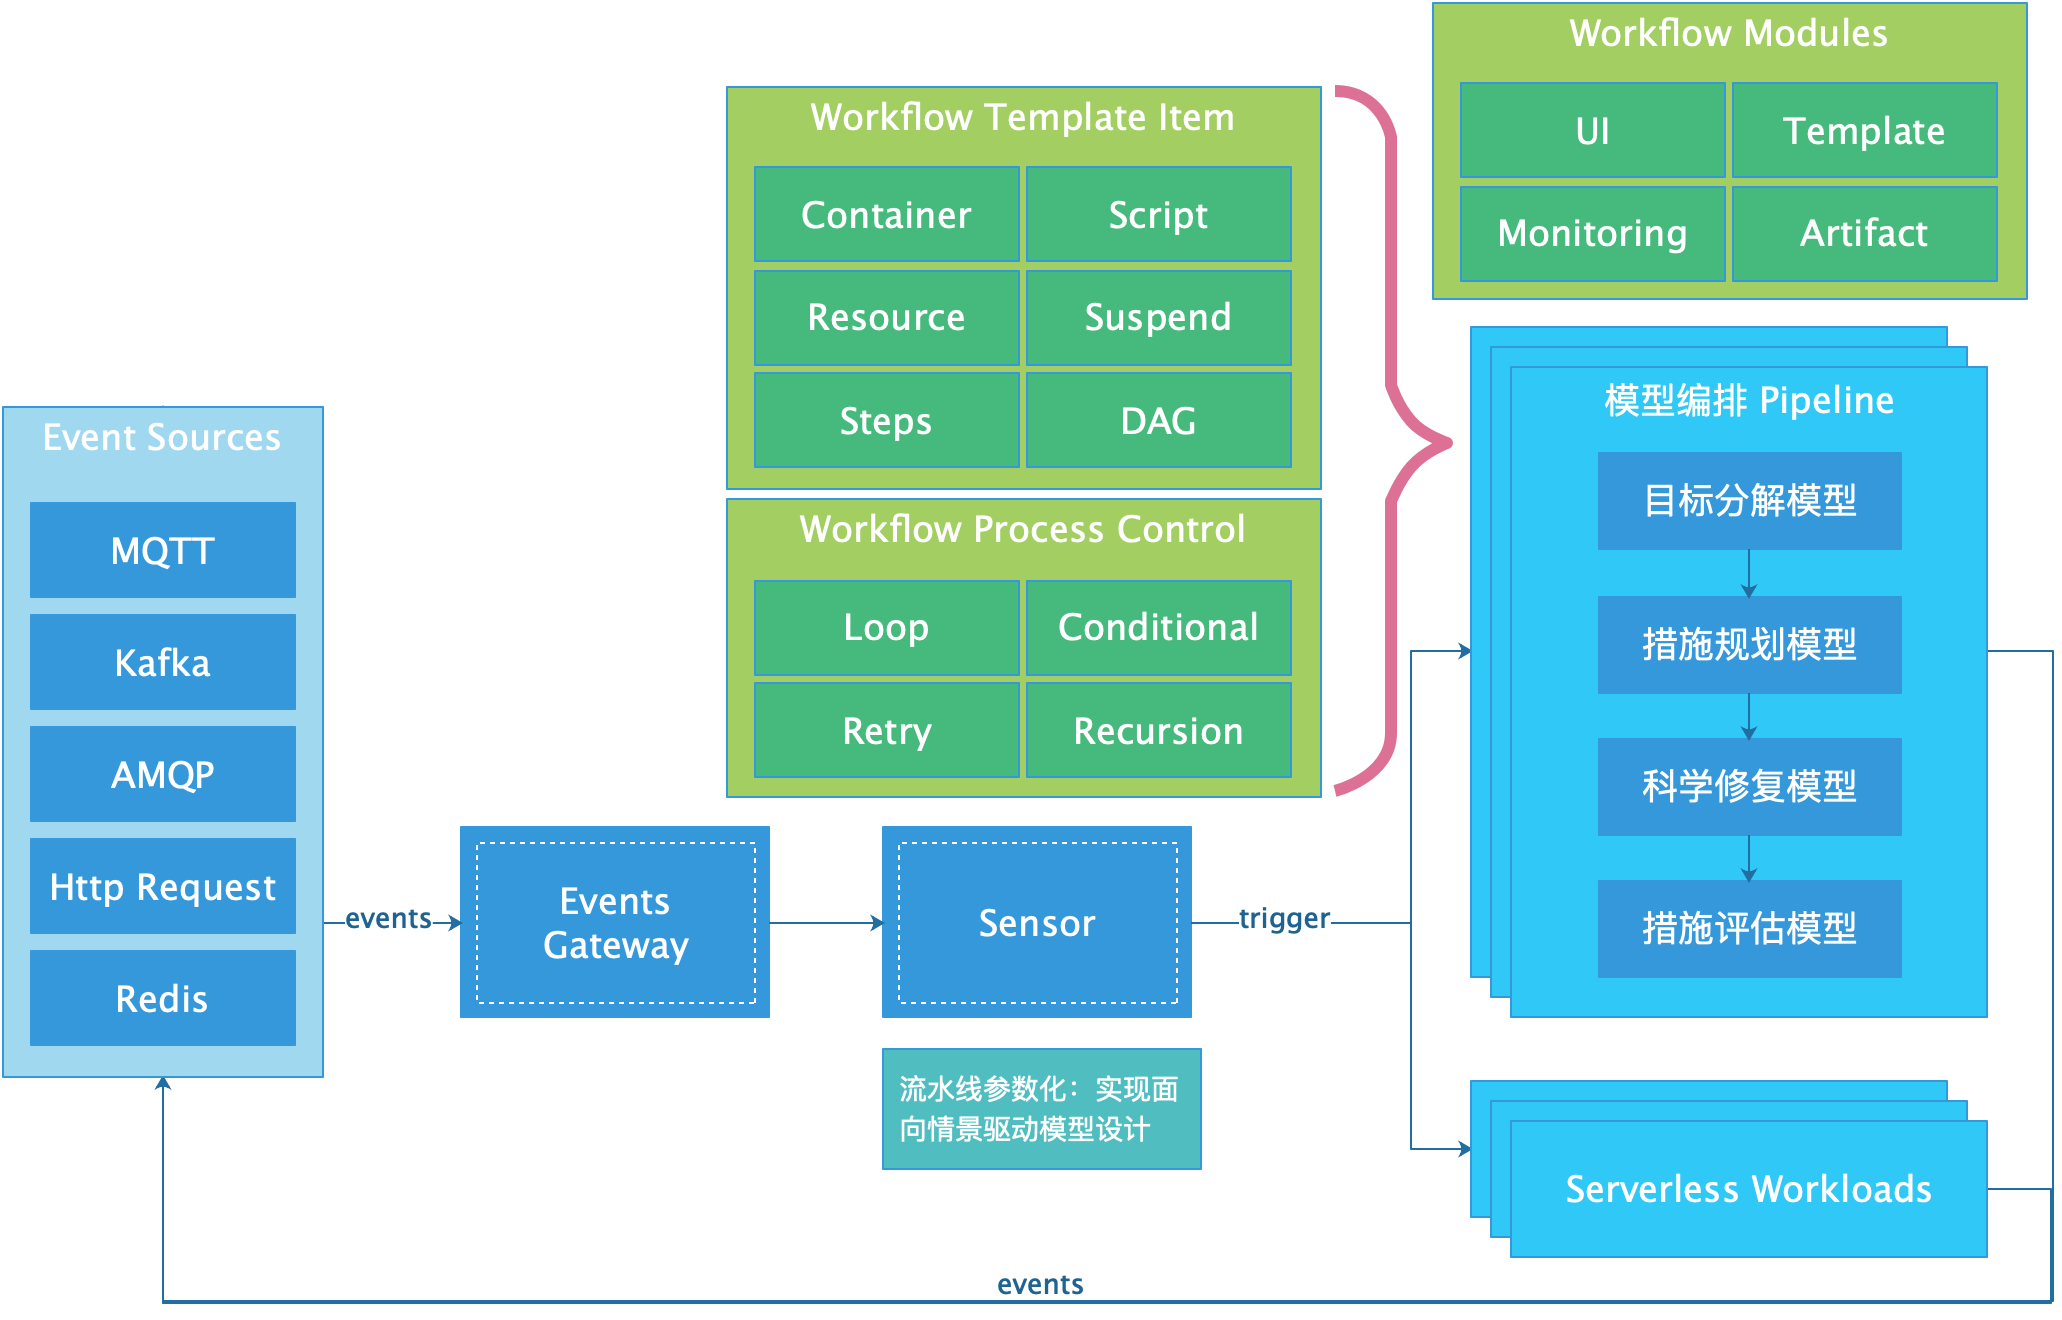 Workflow Modules
UI
Template
Monitoring
Artifact
Workflow Template Item
Container
Script
Resource
Suspend
Steps
DAG
Workflow Process Control
Loop
Conditional
Retry
Recursion
Event Sources
MQTT
Kafka
AMQP
Http Request
Redis
events
Events
Gateway
Sensor
trigger
流水线参数化：实现面
向情景驱动模型设计
模型编排 Pipeline
目标分解模型
措施规划模型
科学修复模型
措施评估模型
Serverless Workloads
events